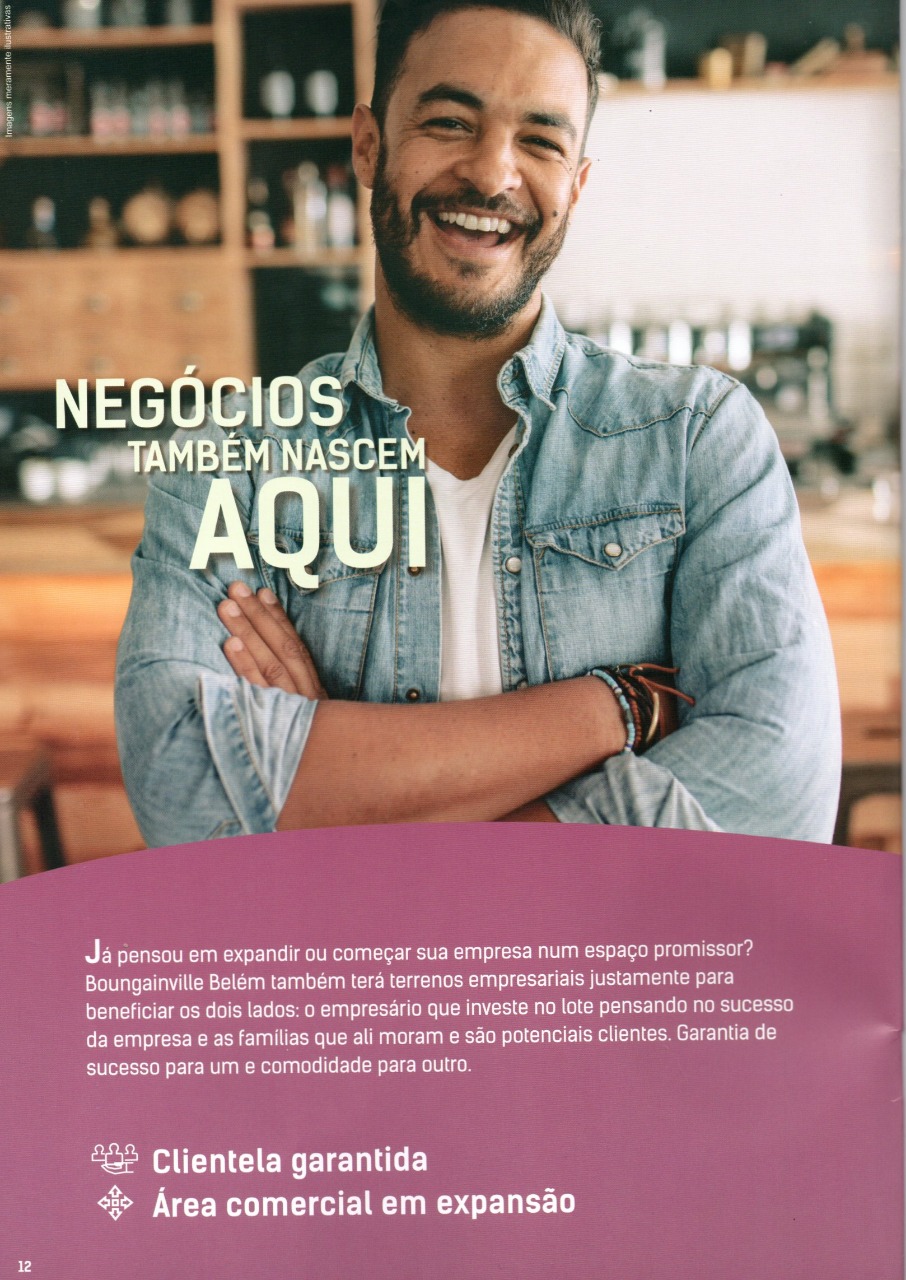 Imagens meramente ilustrativas
NEGÓCIOS
TAMBÉM NASCEM
AQUI
Já pensou em expandir ou começar sua empresa num espaço promissor?
Boungainville Belém também terá terrenos empresariais justamente para
beneficiar os dois lados: o empresário que investe no lote pensando no sucesso
da empresa e as famílias que ali moram e são potenciais clientes. Garantia de
sucesso para um e comodidade para outro.
Clientela garantida
Área comercial em expansão
12